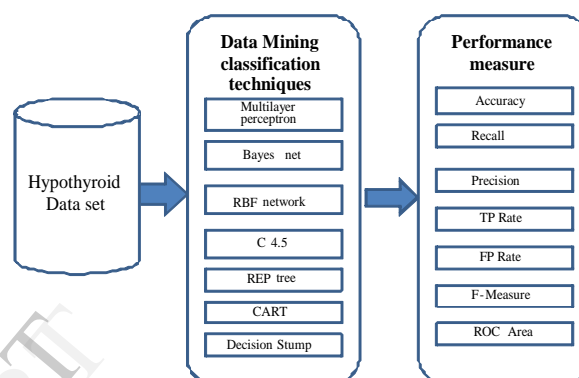 Hypothyroid
Data set
Data Mining
classification
techniques
Multilayer
perceptron
Bayes net
RBF network
C 4.5
REP tree
CART
Decision Stump
Performance
measure
Accuracy
Recall
Precision
TP Rate
FP Rate
F-Measure
ROC Area